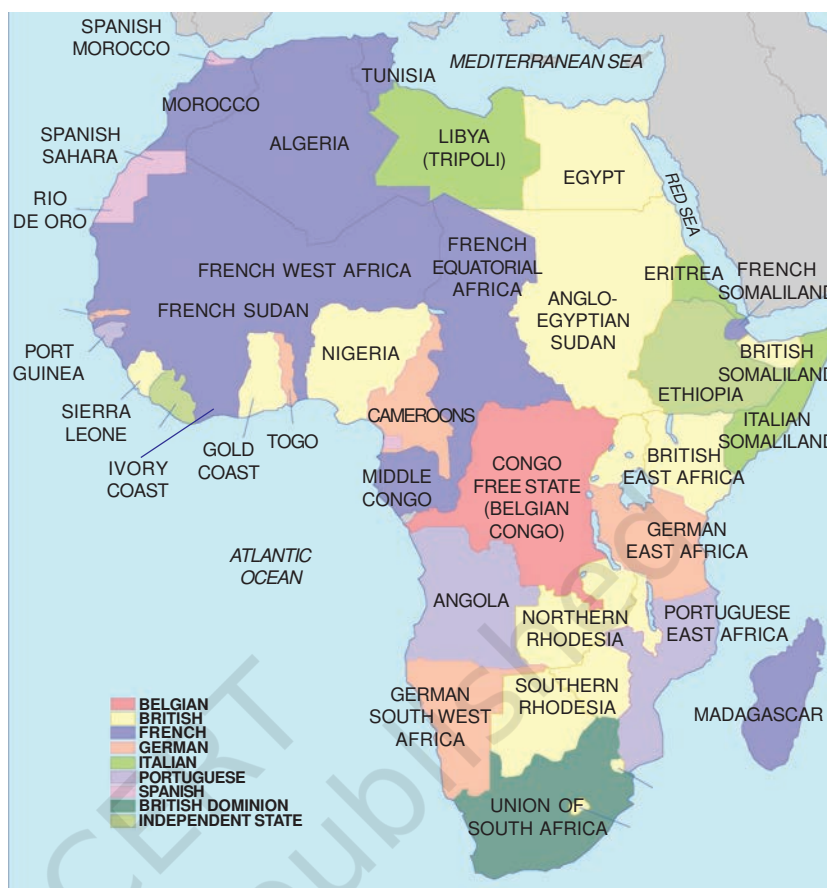 SPANISH
MOROCCO
MEDITERRANEAN SEA
TUNISIA
MOROCCO
ALGERIA
LIBYA
(TRIPOLI)
SPANISH
SAHARA
EGYPT
RED SEA
RIO
DE ORO
FRENCH WEST AFRICA
FRENCH
EQUATORIAL
AFRICA
ERITREA
FRENCH
SOMALILAND
FRENCH SUDAN
ANGLO-
EGYPTIAN
SUDAN
PORT
GUINEA
NIGERIA
BRITISH
SOMALILAND
ETHIOPIA
SIERRA
LEONE
CAMEROONS
ITALIAN
SOMALILAND
IVORY
COAST
GOLD
COAST
TOGO
BRITISH
EAST AFRICA
MIDDLE
CONGO
CONGO
FREE STATE
(BELGIAN
CONGO)
GERMAN
EAST AFRICA
ATLANTIC
OCEAN
ANGOLA
NORTHERN
RHODESIA
PORTUGUESE
EAST AFRICA
GERMAN
SOUTH WEST
AFRICA
SOUTHERN
RHODESIA
MADAGASCAR
UNION OF
SOUTH AFRICA
BELGIAN
BRITISH
FRENCH
GERMAN
ITALIAN
PORTUGUESE
SPANISH
BRITISH DOMINION
INDEPENDENT STATE
CERT
published